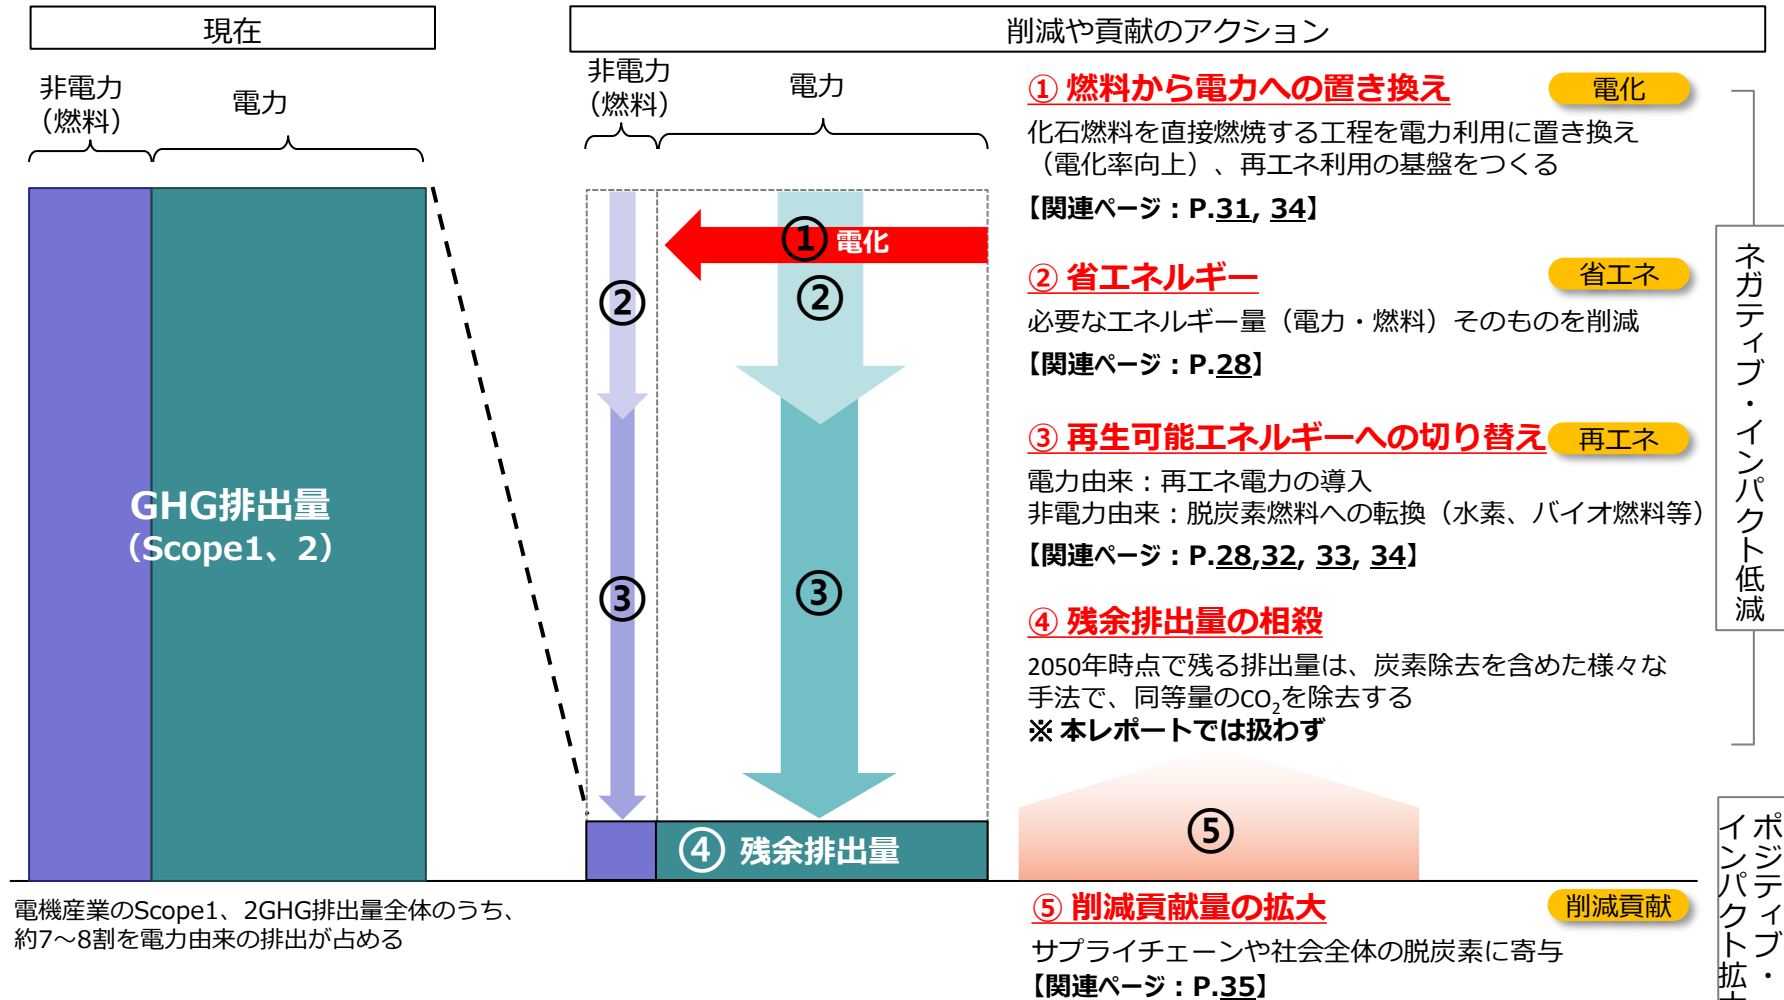 現在
非電力
（燃料）
電力
GHG排出量
（Scope1、2）
電機産業のScope1、2GHG排出量全体のうち、
約7～8割を電力由来の排出が占める
削減や貢献のアクション
非電力
（燃料）
電力
① 電化
②
②
③
③
④ 残余排出量
① 燃料から電力への置き換え
電化
化石燃料を直接燃焼する工程を電力利用に置き換え
（電化率向上）、再エネ利用の基盤をつくる
【関連ページ：P.31, 34】
② 省エネルギー
省エネ
必要なエネルギー量（電力・燃料）そのものを削減
【関連ページ：P.28】
③ 再生可能エネルギーへの切り替え
再エネ
電力由来：再エネ電力の導入
非電力由来：脱炭素燃料への転換（水素、バイオ燃料等）
【関連ページ：P.28,32, 33, 34】
④ 残余排出量の相殺
2050年時点で残る排出量は、炭素除去を含めた様々な
手法で、同等量のCO₂を除去する
※ 本レポートでは扱わず
⑤
⑤ 削減貢献量の拡大
削減貢献
サプライチェーンや社会全体の脱炭素に寄与
【関連ページ：P.35】
ネガティブ・インパクト低減
ポジティブ・
インパクト拡